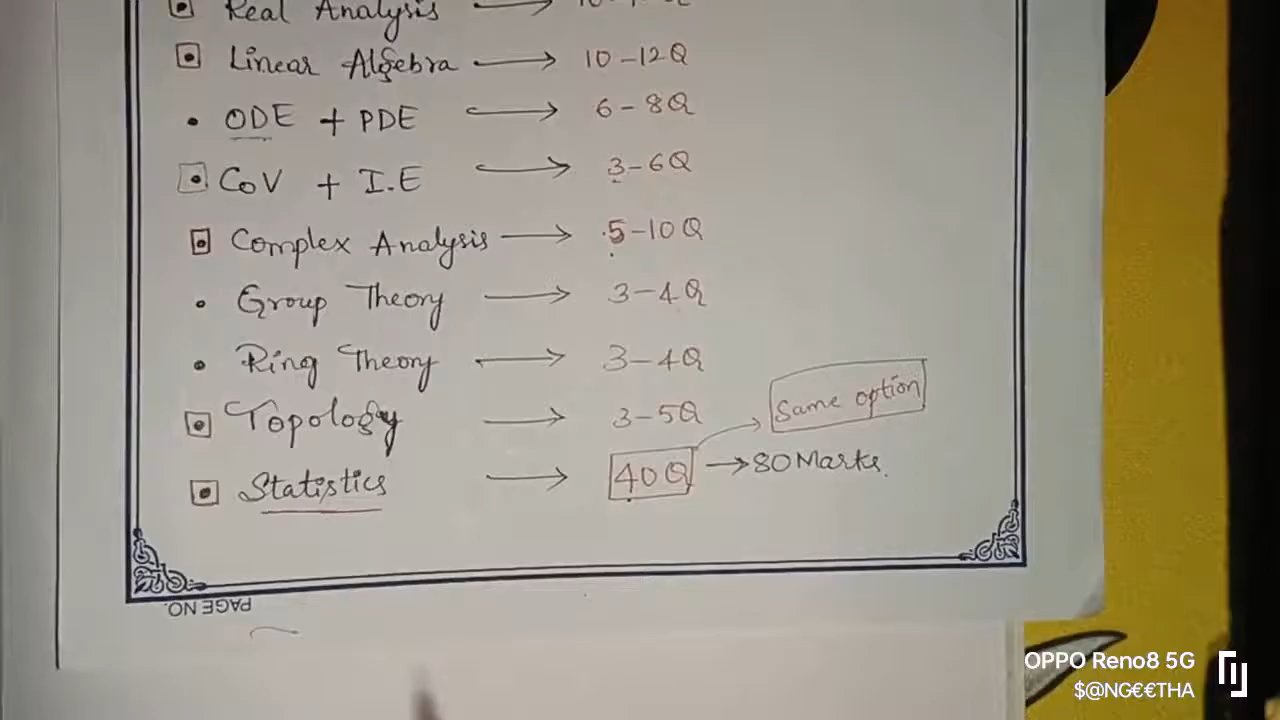 Real Analysis →
Linear Algebra → 10-12Q
ODE + PDE → 6-8Q
CoV + I.E → 3-6Q
Complex Analysis → 5-10Q
Group Theory → 3-4Q
Ring Theory → 3-4Q
Topology → 3-5Q
Same option
Statistics → 40Q → 80 Marks.
PAGE NO.
OPPO Reno8 5G
$@NG€€THA